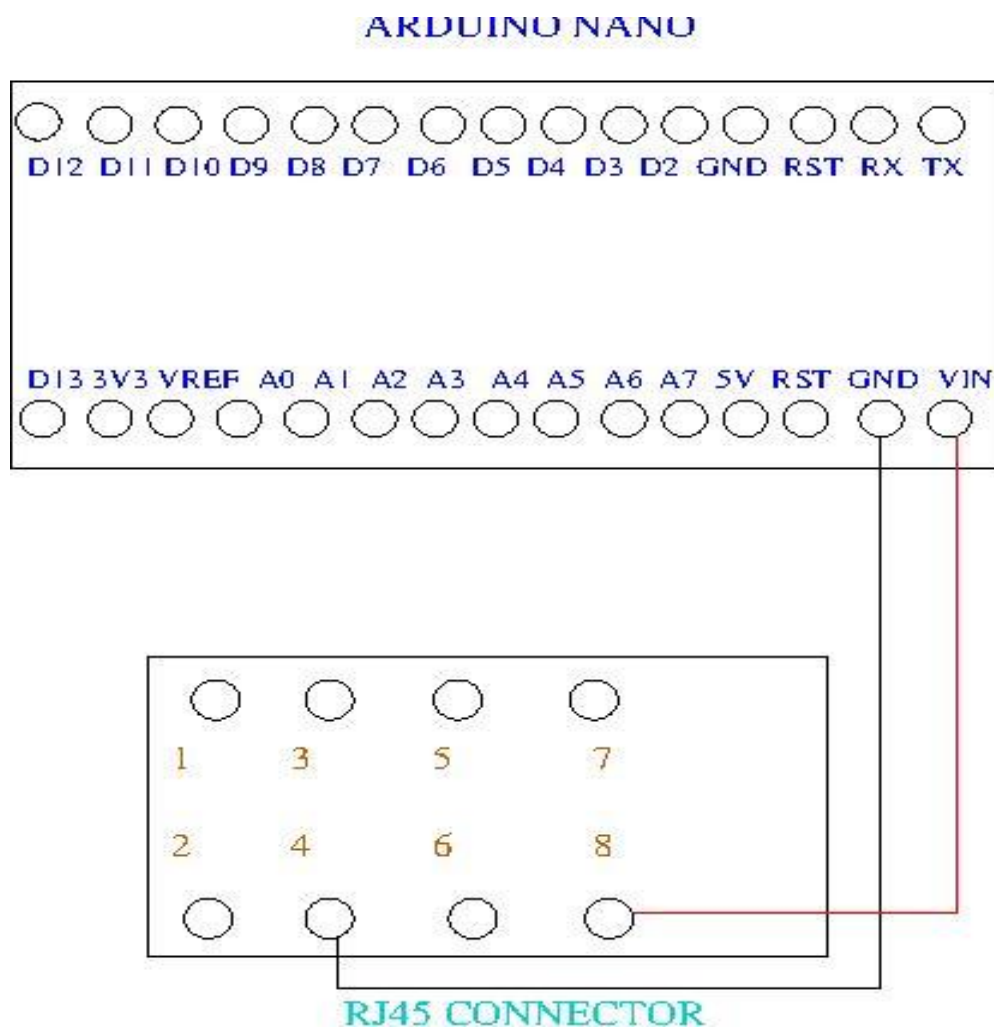 ARDUINO NANO
D12 D11 D10 D9 D8 D7 D6 D5 D4 D3 D2 GND RST RX TX
D13 3V3 VREF A0 A1 A2 A3 A4 A5 A6 A7 5V RST GND VIN
1 3 5 7
2 4 6 8
RJ45 CONNECTOR